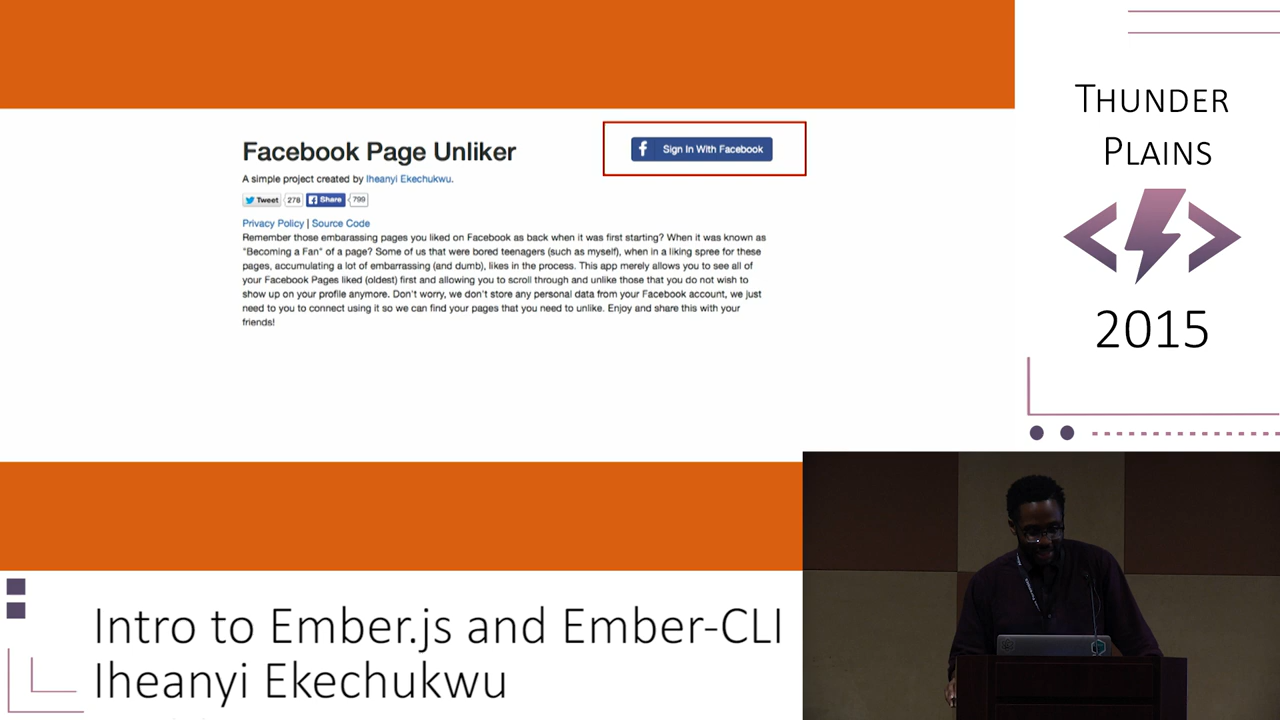 Facebook Page Unliker
Sign In With Facebook
A simple project created by Iheanyi Ekechukwu.
Tweet 278 Share 799
Privacy Policy | Source Code
Remember those embarassing pages you liked on Facebook as back when it was first starting? When it was known as
"Becoming a Fan" of a page? Some of us that were bored teenagers (such as myself), when in a liking spree for these
pages, accumulating a lot of embarrassing (and dumb), likes in the process. This app merely allows you to see all of
your Facebook Pages liked (oldest) first and allowing you to scroll through and unlike those that you do not wish to
show up on your profile anymore. Don't worry, we don't store any personal data from your Facebook account, we just
need to you to connect using it so we can find your pages that you need to unlike. Enjoy and share this with your
friends!
THUNDER
PLAINS
2015
Intro to Ember.js and Ember-CLI
Iheanyi Ekechukwu